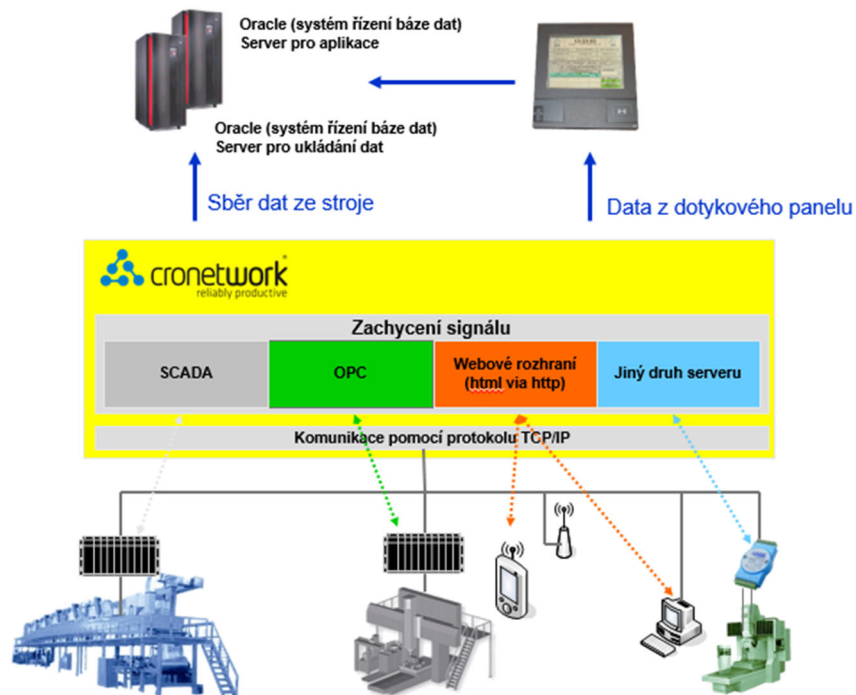 Oracle (systém řízení báze dat)
Server pro aplikace
Oracle (systém řízení báze dat)
Server pro ukládání dat
Sběr dat ze stroje
Data z dotykového panelu
cronetwork
reliably productive
Zachycení signálu
SCADA
OPC
Webové rozhraní
(html via http)
Jiný druh serveru
Komunikace pomocí protokolu TCP/IP